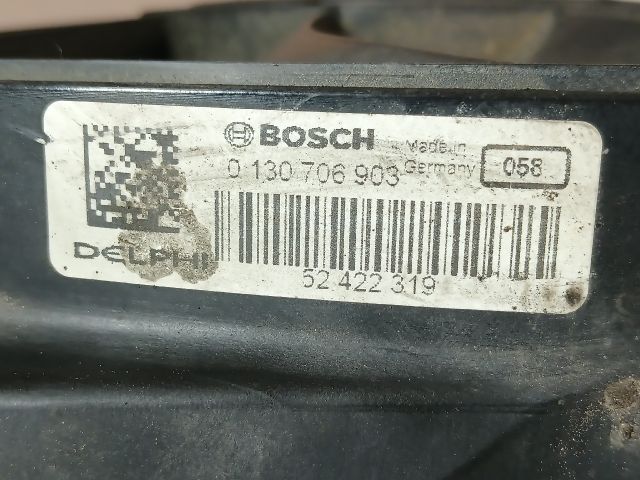 BOSCH
Made in
0 130 706 903 Germany 058
DELPHI
52 422 319